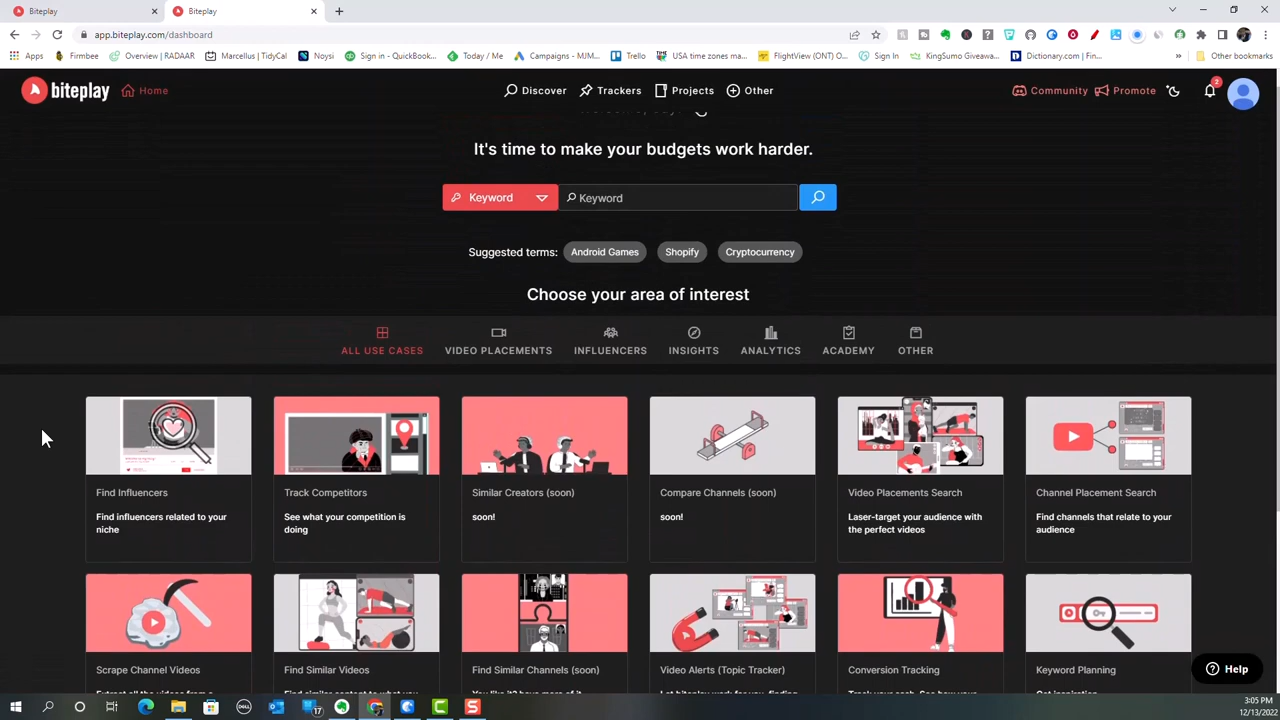 Biteplay
Biteplay
app.biteplay.com/dashboard
Apps
Firmbee
Overview | RADAAR
Marcellus | TidyCal
Noysi
Sign in - QuickBook...
Today / Me
Campaigns - MJM...
Trello
USA time zones ma...
FlightView (ONT) O...
Sign In
KingSumo Giveawa...
Dictionary.com | Fin...
Other bookmarks
biteplay
Home
Discover
Trackers
Projects
Other
Community
Promote
2
It's time to make your budgets work harder.
Keyword
Keyword
Suggested terms:
Android Games
Shopify
Cryptocurrency
Choose your area of interest
ALL USE CASES
VIDEO PLACEMENTS
INFLUENCERS
INSIGHTS
ANALYTICS
ACADEMY
OTHER
Find Influencers
Find influencers related to your
niche
Track Competitors
See what your competition is
doing
Similar Creators (soon)
soon!
Compare Channels (soon)
soon!
Video Placements Search
Laser-target your audience with
the perfect videos
Channel Placement Search
Find channels that relate to your
audience
Scrape Channel Videos
Find Similar Videos
Find Similar Channels (soon)
Video Alerts (Topic Tracker)
Conversion Tracking
Keyword Planning
Help
17
3:05 PM
12/13/2022